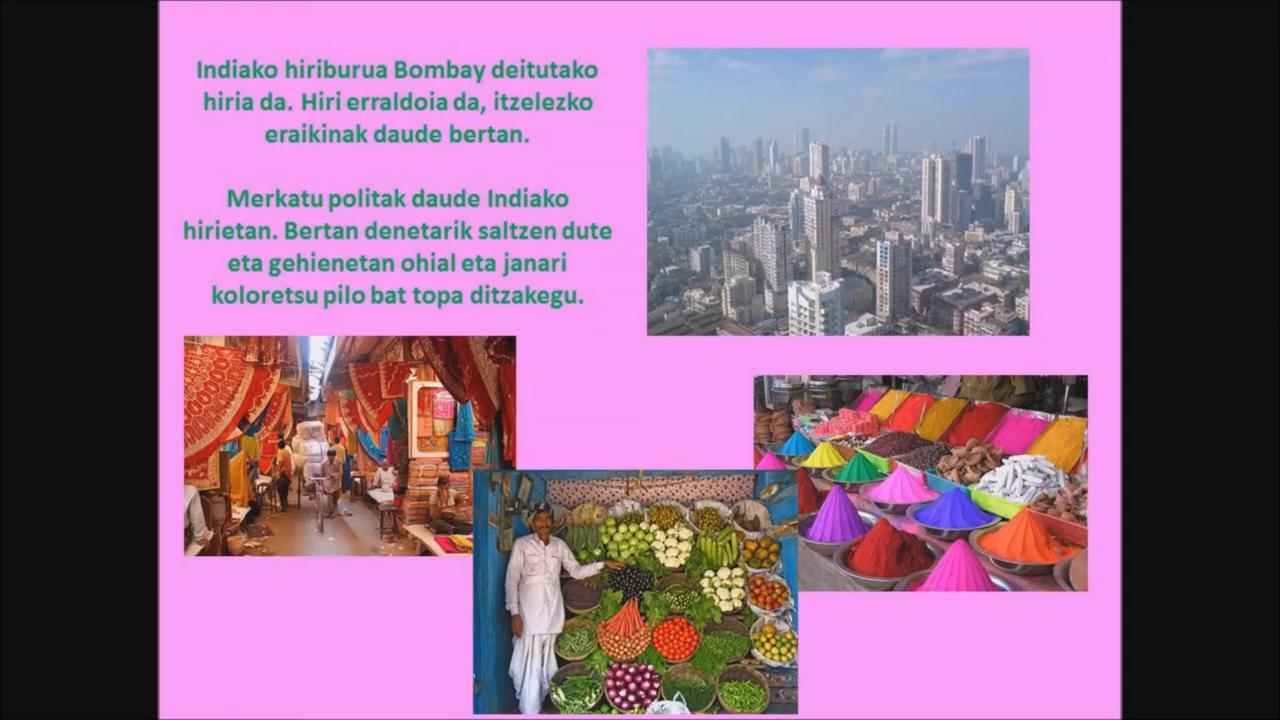 Indiako hiriburua Bombay deitutako
hiria da. Hiri erraldoia da, itzelezko
eraikinak daude bertan.
Merkatu politak daude Indiako
hirietan. Bertan denetarik saltzen dute
eta gehienetan ohial eta janari
koloretsu pilo bat topa ditzakegu.